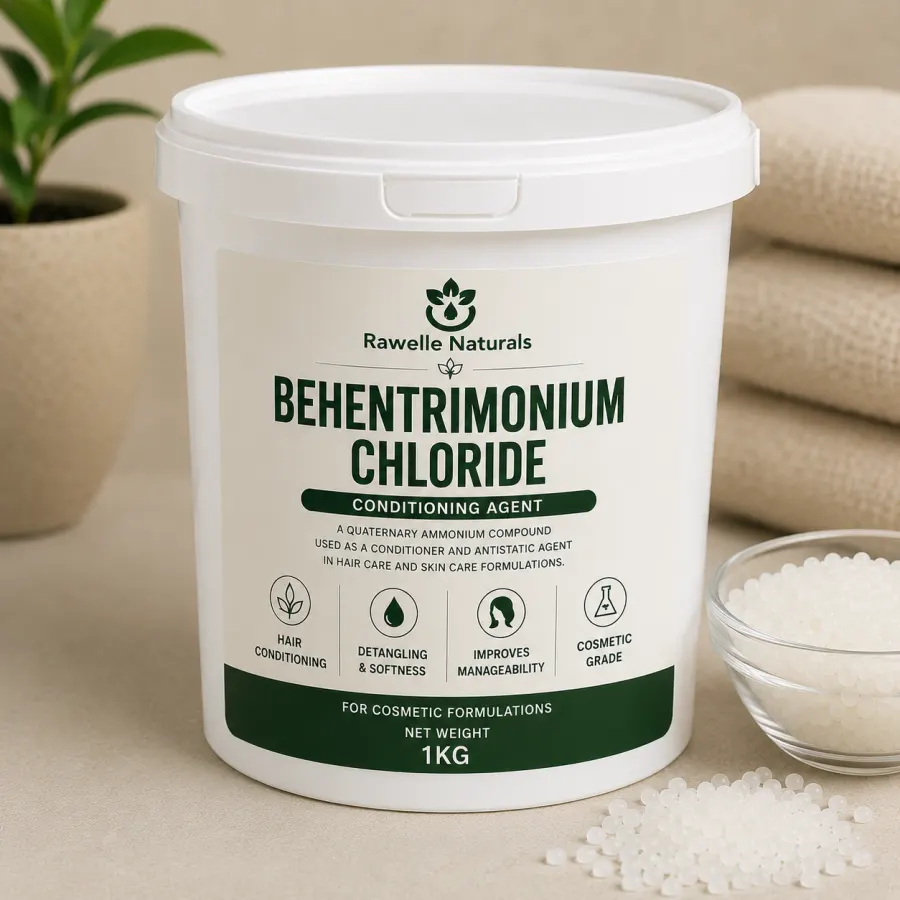 Rawelle Naturals
BEHENTRIMONIUM
CHLORIDE
CONDITIONING AGENT
A QUATERNARY AMMONIUM COMPOUND
USED AS A CONDITIONER AND ANTISTATIC AGENT
IN HAIR CARE AND SKIN CARE FORMULATIONS.
HAIR
CONDITIONING
DETANGLING
& SOFTNESS
IMPROVES
MANAGEABILITY
COSMETIC
GRADE
FOR COSMETIC FORMULATIONS
NET WEIGHT
1KG